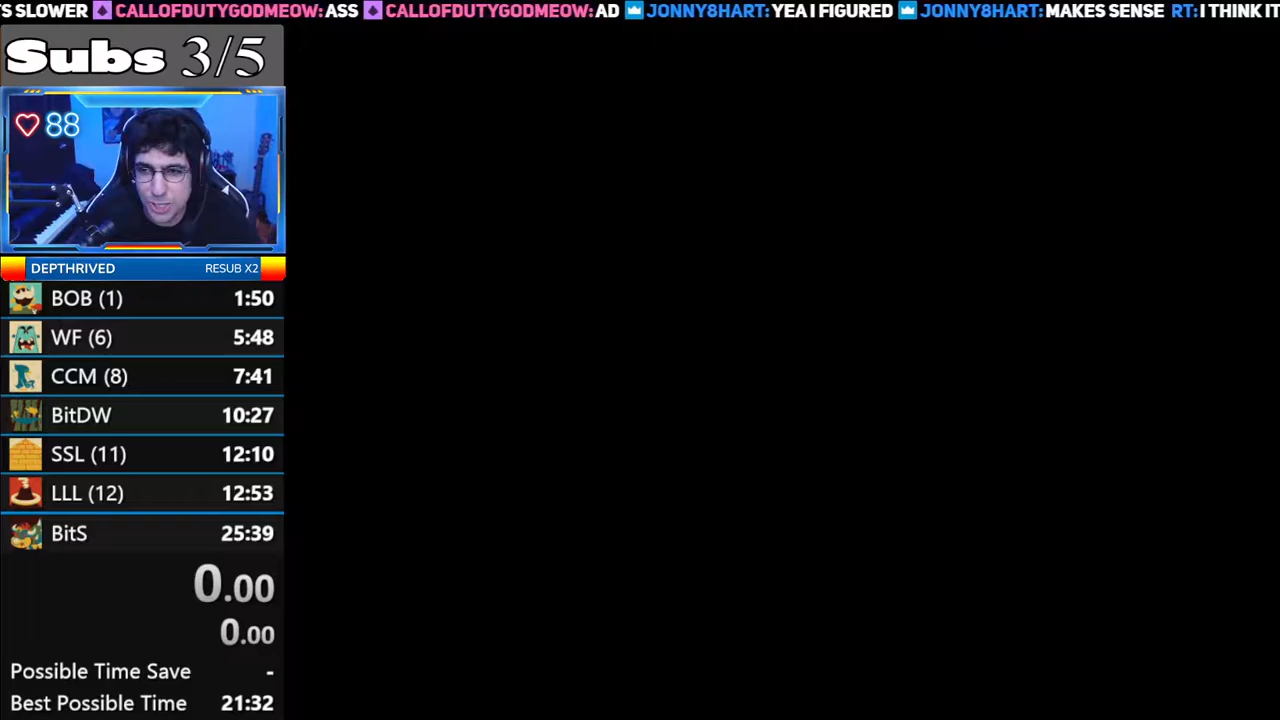 'S SLOWER CALLOFDUTYGODMEOW: ASS CALLOFDUTYGODMEOW: AD JONNY8HART: YEA I FIGURED JONNY8HART: MAKES SENSE RT: I THINK IT
Subs 3/5
88
DEPTHRIVED RESUB X2
BOB (1) 1:50
WF (6) 5:48
CCM (8) 7:41
BitDW 10:27
SSL (11) 12:10
LLL (12) 12:53
BitS 25:39
0.00
0.00
Possible Time Save -
Best Possible Time 21:32